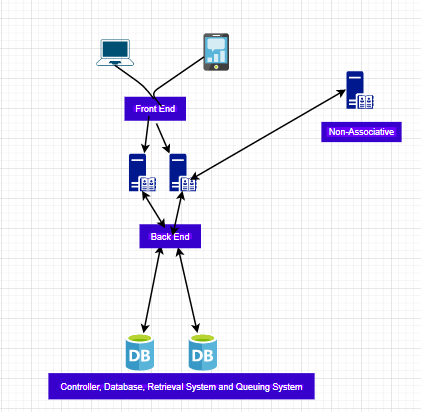 Front End
Non-Associative
Back End
DB
DB
Controller, Database, Retrieval System and Queuing System